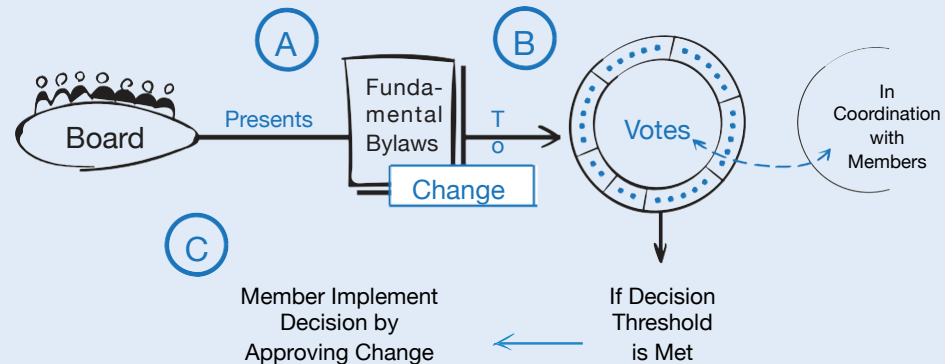 A
B
Board
Presents
Funda-
mental
Bylaws
Change
T
o
Votes
In
Coordination
with
Members
C
Member Implement
Decision by
Approving Change
If Decision
Threshold
is Met